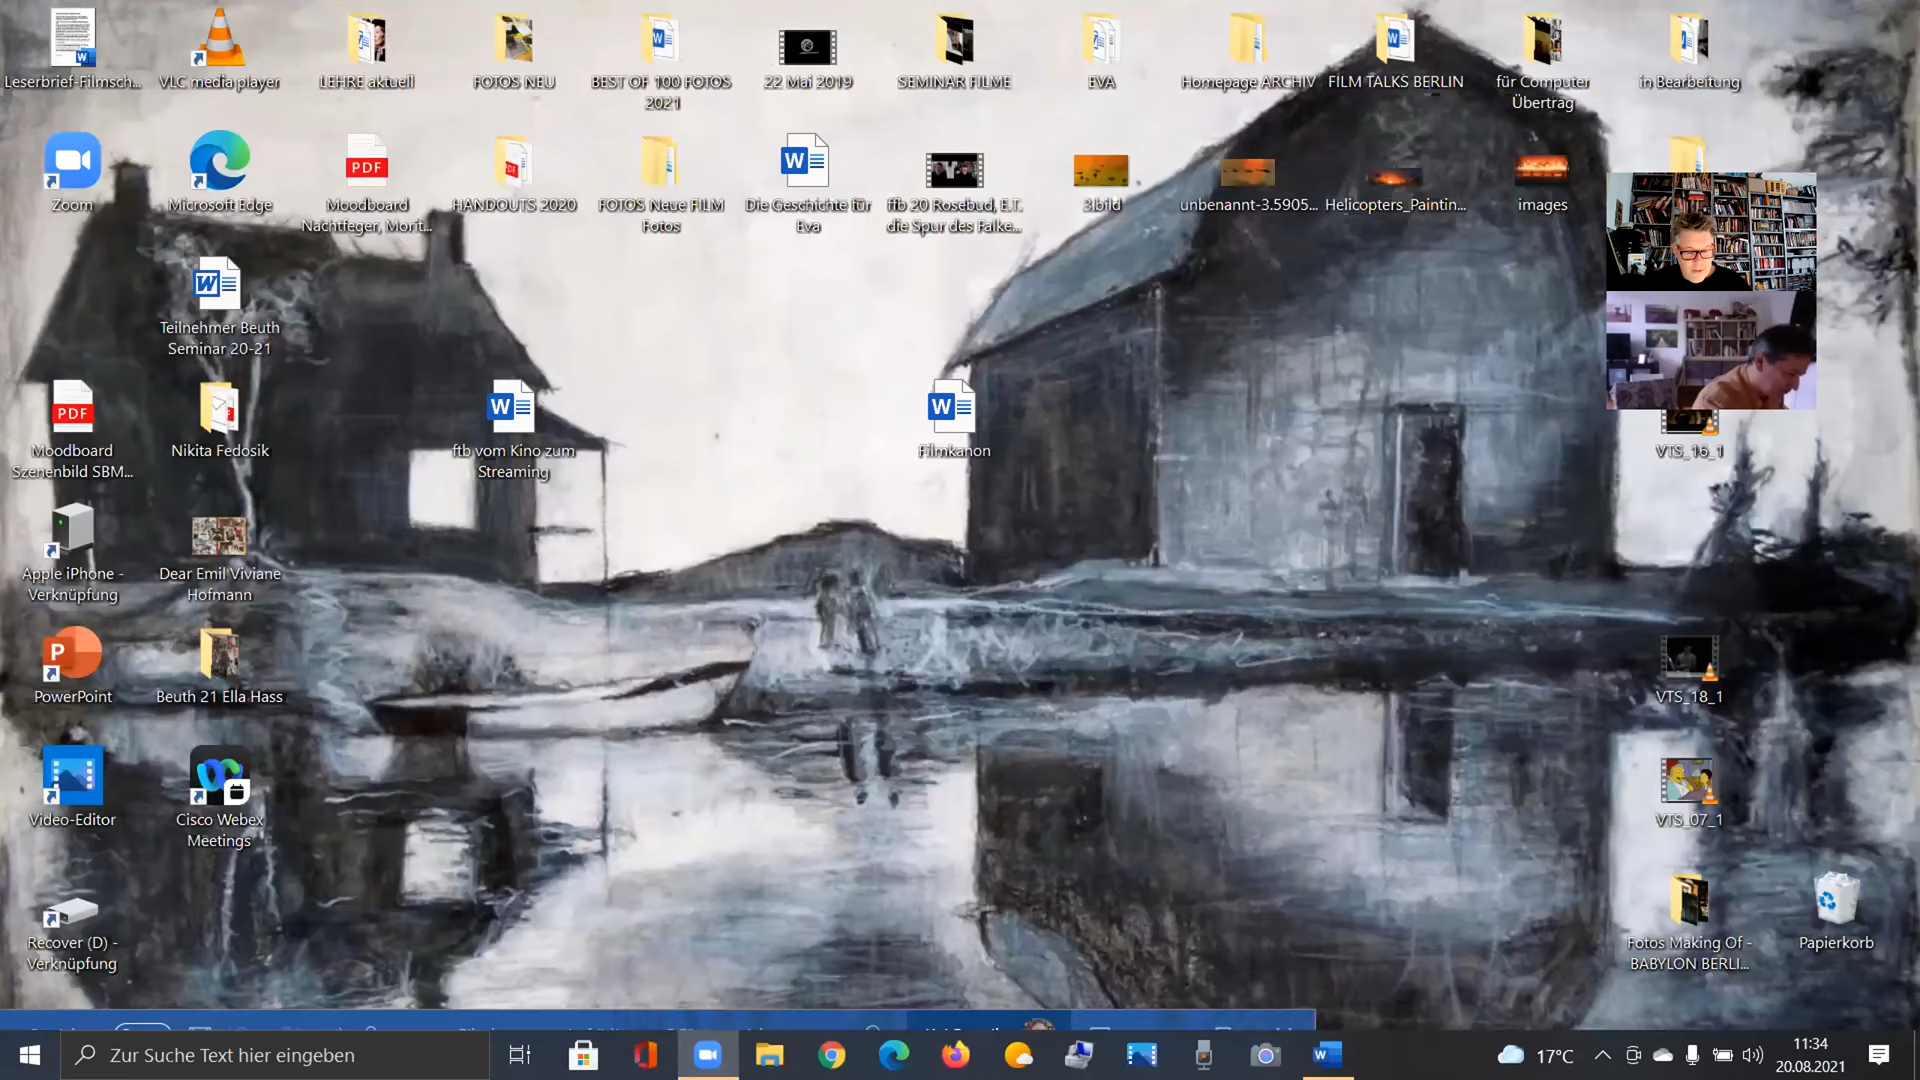 Leserbrief-Filmsch...
VLC media player
LEHRE aktuell
FOTOS NEU
BEST OF 100 FOTOS
2021
22 Mai 2019
SEMINAR FILME
EVA
Homepage ARCHIV
FILM TALKS BERLIN
für Computer
Übertrag
in Bearbeitung
Zoom
Microsoft Edge
PDF
Moodboard
Nachtfeger, Morit...
HANDOUTS 2020
FOTOS Neue FILM
Fotos
Die Geschichte für
Eva
ffb 20 Rosebud, E.T.
die Spur des Falke...
3lbild
unbenannt-3.5905...
Helicopters_Paintin...
images
Teilnehmer Beuth
Seminar 20-21
PDF
Moodboard
Szenenbild SBM...
Nikita Fedosik
ftb vom Kino zum
Streaming
Filmkanon
VTS_16_1
Apple iPhone -
Verknüpfung
Dear Emil Viviane
Hofmann
PowerPoint
Beuth 21 Ella Hass
VTS_18_1
Video-Editor
Cisco Webex
Meetings
VTS_07_1
Recover (D) -
Verknüpfung
Fotos Making Of -
BABYLON BERLI...
Papierkorb
Zur Suche Text hier eingeben
17°C
11:34
20.08.2021